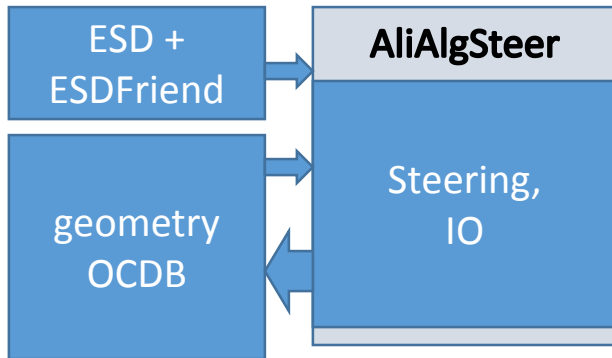 ESD +
ESDFriend
AliAlgSteer
geometry
OCDB
Steering,
IO